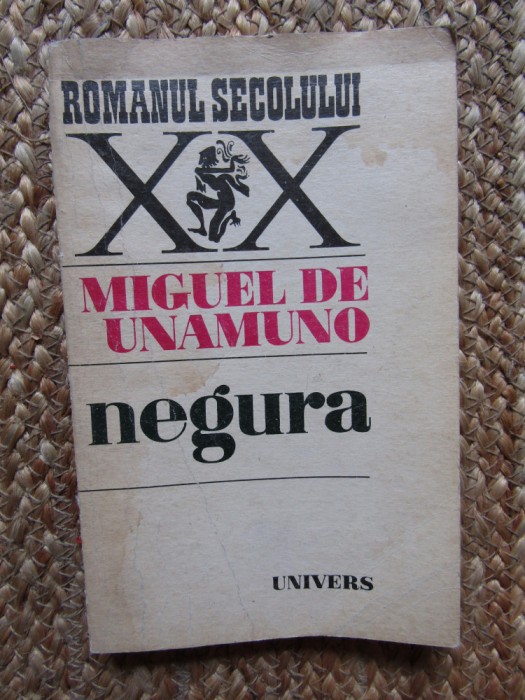 ROMANUL SECOLULUI
XX
MIGUEL DE
UNAMUNO
negura
UNIVERS